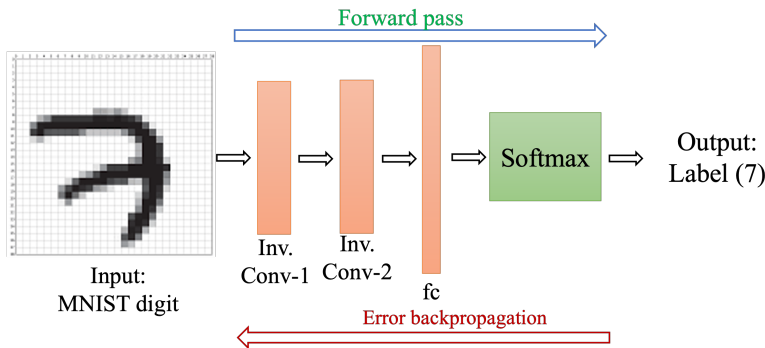 Forward pass
Softmax
Output:
Label (7)
Inv.
Conv-1
Inv.
Conv-2
fc
Input:
MNIST digit
Error backpropagation